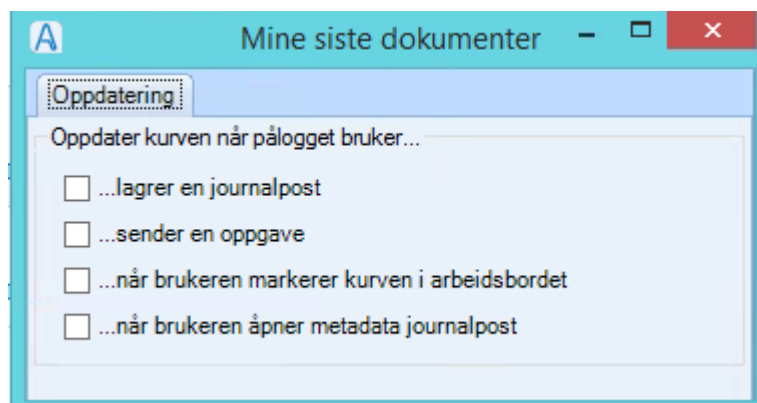 Mine siste dokumenter
Oppdatering
Oppdater kurven når pålogget bruker...
...lagrer en journalpost
...sender en oppgave
...når brukeren markerer kurven i arbeidsbordet
...når brukeren åpner metadata journalpost